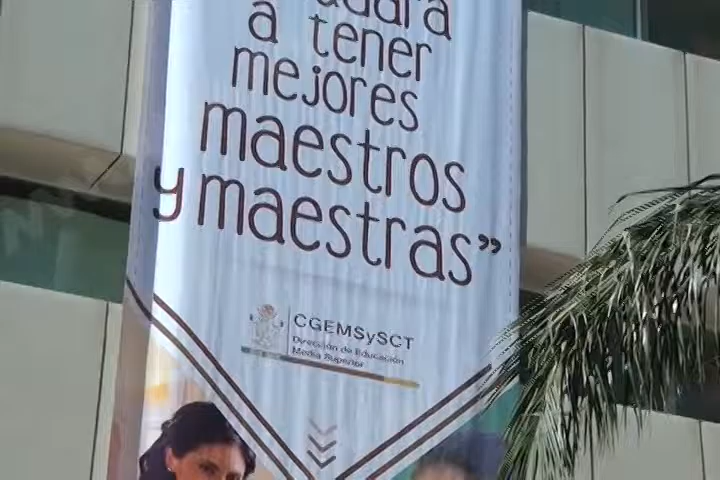 a tener
mejores
maestros
y maestras”
CGEMSySCT
Dirección de Educación
Media Superior